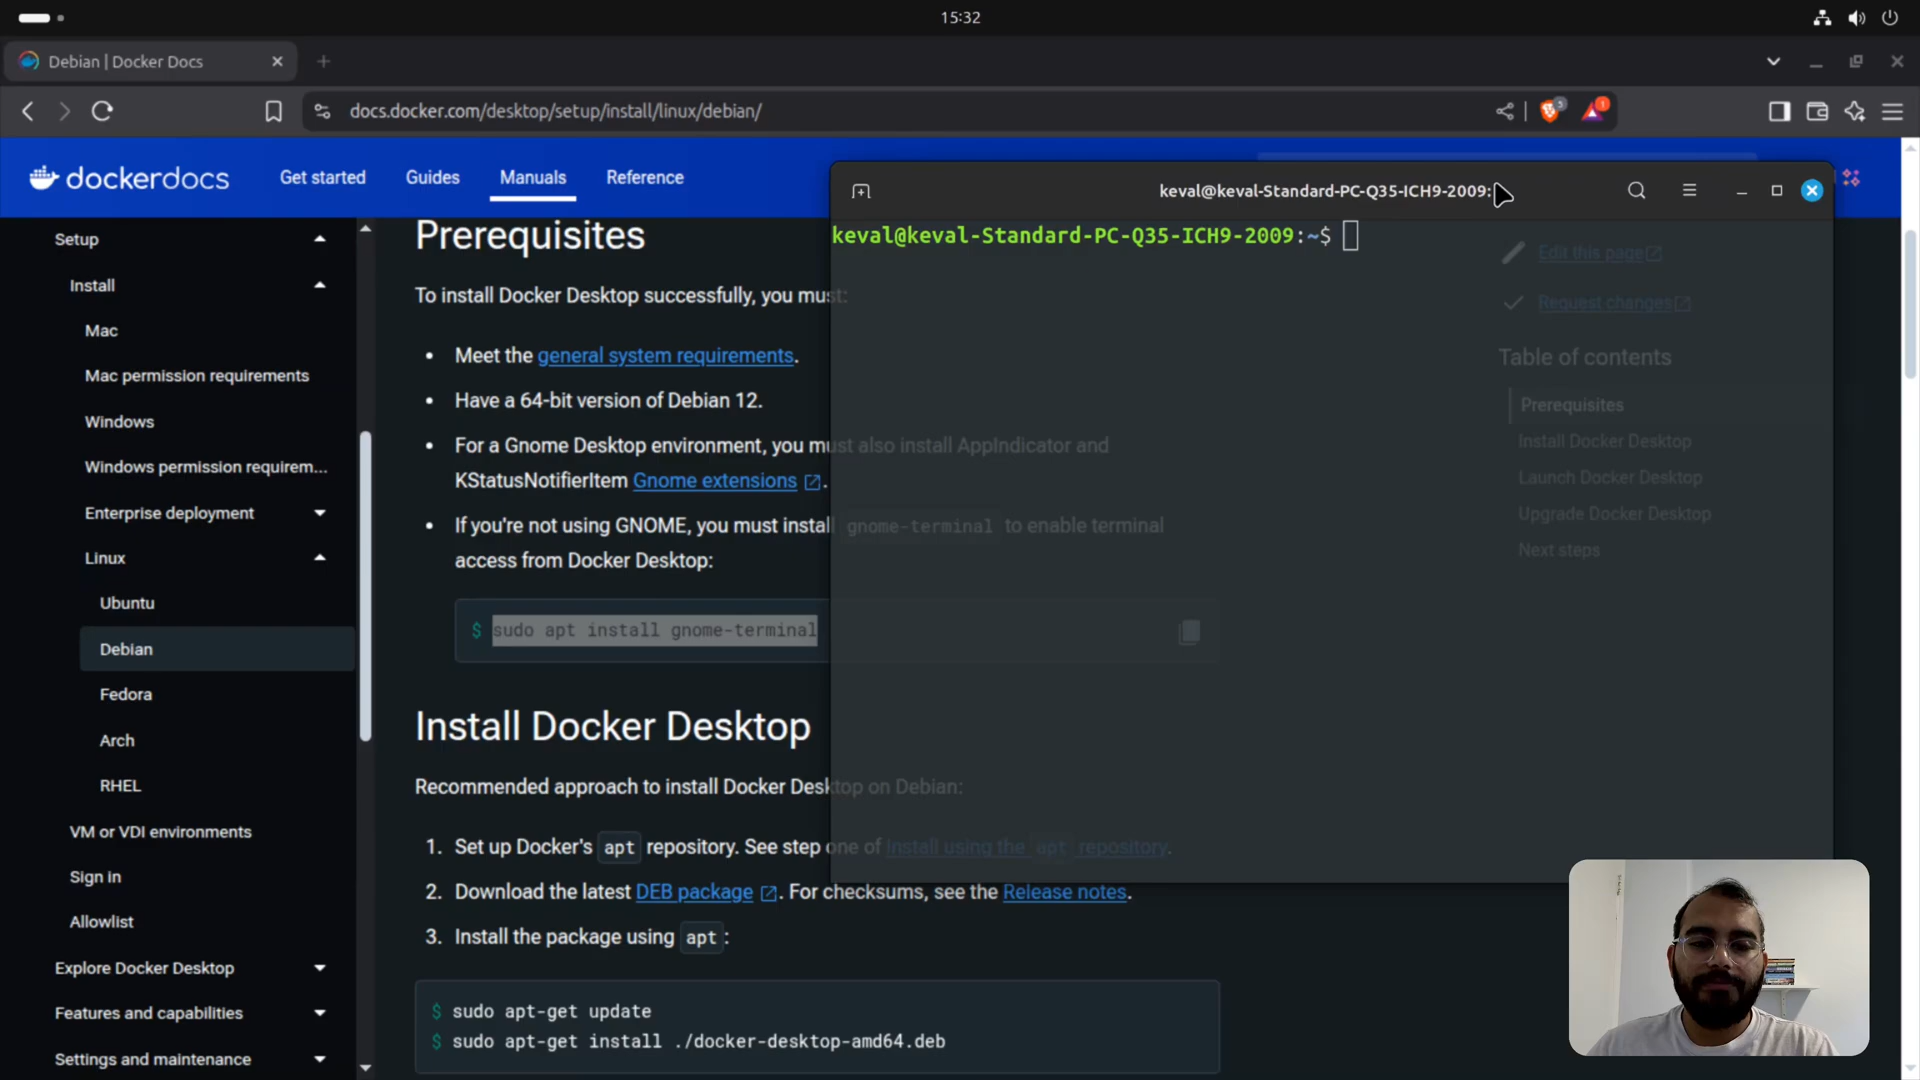 15:32
Debian | Docker Docs
docs.docker.com/desktop/setup/install/linux/debian/
5
1
dockerdocs
Get started
Guides
Manuals
Reference
Setup
Install
Mac
Mac permission requirements
Windows
Windows permission requirem...
Enterprise deployment
Linux
Ubuntu
Debian
Fedora
Arch
RHEL
VM or VDI environments
Sign in
Allowlist
Explore Docker Desktop
Features and capabilities
Settings and maintenance
Prerequisites
To install Docker Desktop successfully, you must:
• Meet the general system requirements.
• Have a 64-bit version of Debian 12.
• For a Gnome Desktop environment, you must also install AppIndicator and
KStatusNotifierItem Gnome extensions.
• If you're not using GNOME, you must install gnome-terminal to enable terminal
access from Docker Desktop:
$ sudo apt install gnome-terminal
Install Docker Desktop
Recommended approach to install Docker Desktop on Debian:
1. Set up Docker's apt repository. See step one of Install using the apt repository.
2. Download the latest DEB package. For checksums, see the Release notes.
3. Install the package using apt:
$ sudo apt-get update
$ sudo apt-get install ./docker-desktop-amd64.deb
keval@keval-Standard-PC-Q35-ICH9-2009:
keval@keval-Standard-PC-Q35-ICH9-2009:~$
Edit this page
Request changes
Table of contents
Prerequisites
Install Docker Desktop
Launch Docker Desktop
Upgrade Docker Desktop
Next steps